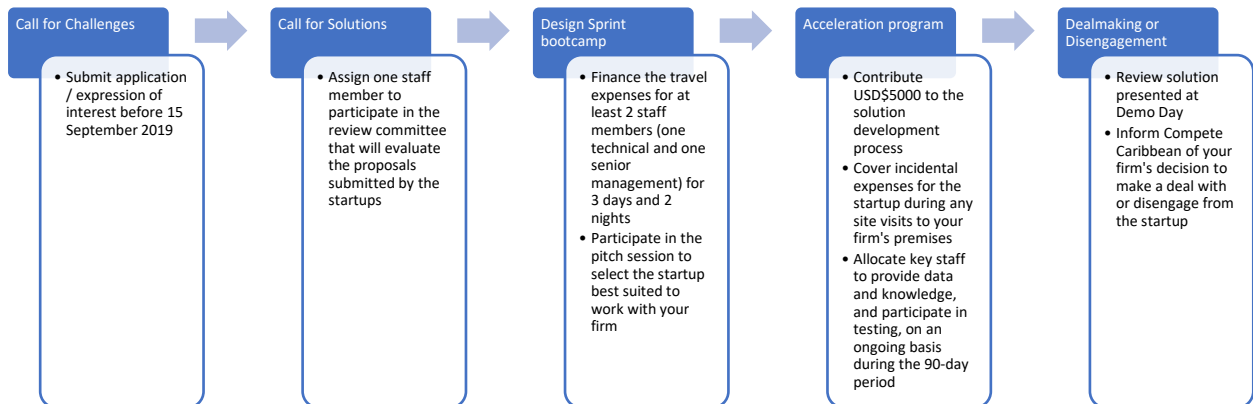 Call for Challenges
• Submit application
/ expression of
interest before 15
September 2019
Call for Solutions
• Assign one staff
member to
participate in the
review committee
that will evaluate
the proposals
submitted by the
startups
Design Sprint
bootcamp
• Finance the travel
expenses for at
least 2 staff
members (one
technical and one
senior
management) for
3 days and 2
nights
• Participate in the
pitch session to
select the startup
best suited to
work with your
firm
Acceleration program
• Contribute
USD$5000 to the
solution
development
process
• Cover incidental
expenses for the
startup during any
site visits to your
firm's premises
• Allocate key staff
to provide data
and knowledge,
and participate in
testing, on an
ongoing basis
during the 90-day
period
Dealmaking or
Disengagement
• Review solution
presented at
Demo Day
• Inform Compete
Caribbean of your
firm's decision to
make a deal with
or disengage from
the startup